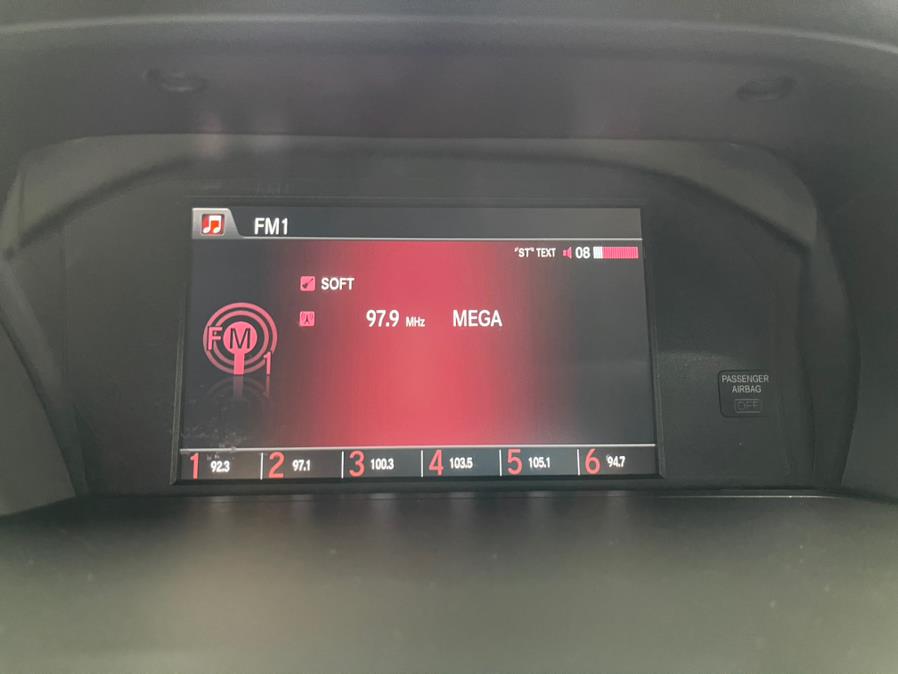 FM1
"ST" TEXT 08
SOFT
97.9 MHz MEGA
FM 1
PASSENGER
AIRBAG
OFF
1 92.3 2 97.1 3 100.3 4 103.5 5 105.1 6 94.7